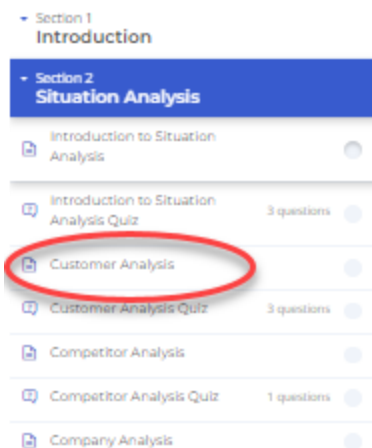 Section 1
Introduction
Section 2
Situation Analysis
Introduction to Situation
Analysis
Introduction to Situation
Analysis Quiz
3 questions
Customer Analysis
Customer Analysis Quiz
3 questions
Competitor Analysis
Competitor Analysis Quiz
1 questions
Company Analysis